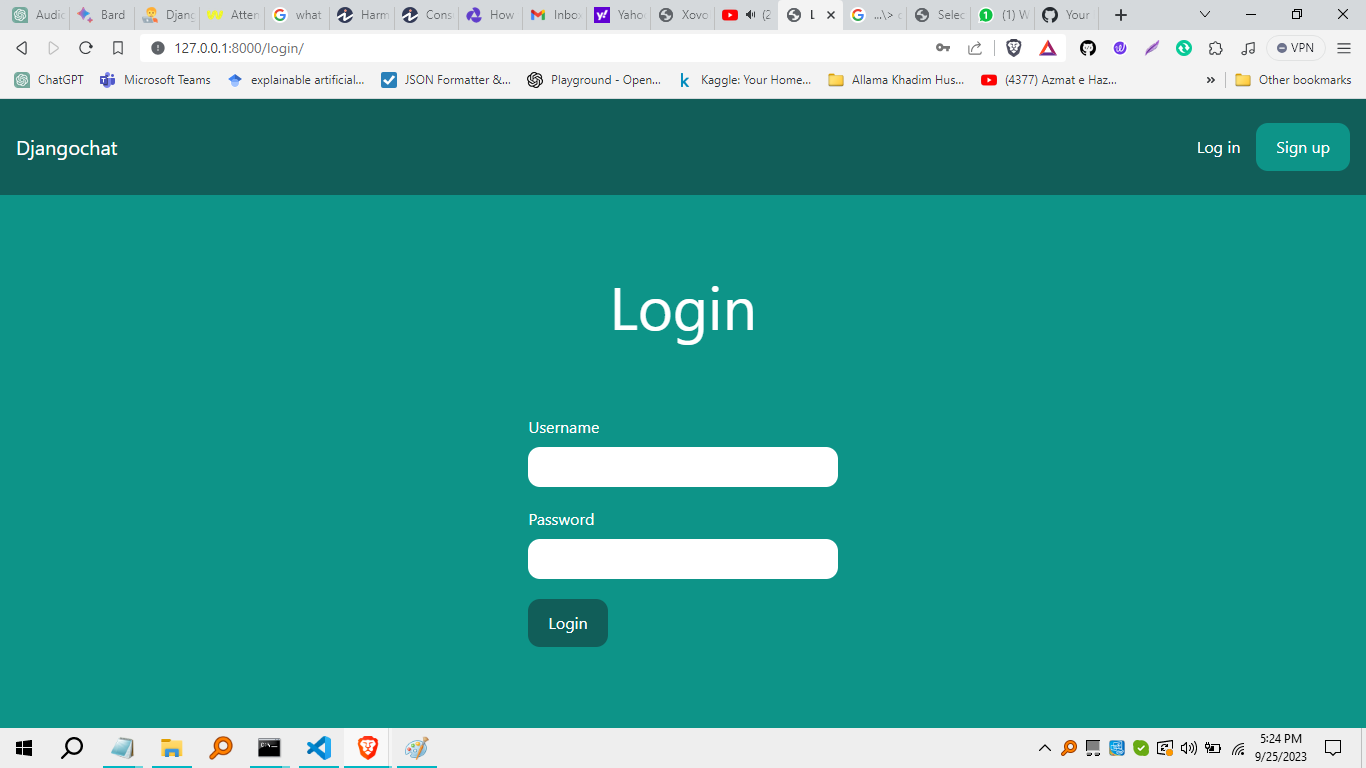 Audio Bard Djang Atten what Harm Cons How Inbox Yahoo Xovo (2 L ...\> c Selec (1) W Your
127.0.0.1:8000/login/ VPN
ChatGPT Microsoft Teams explainable artificial... JSON Formatter &... Playground - Open... Kaggle: Your Home... Allama Khadim Hus... (4377) Azmat e Haz... » Other bookmarks
Djangochat Log in Sign up
Login
Username
Password
Login
5:24 PM
9/25/2023